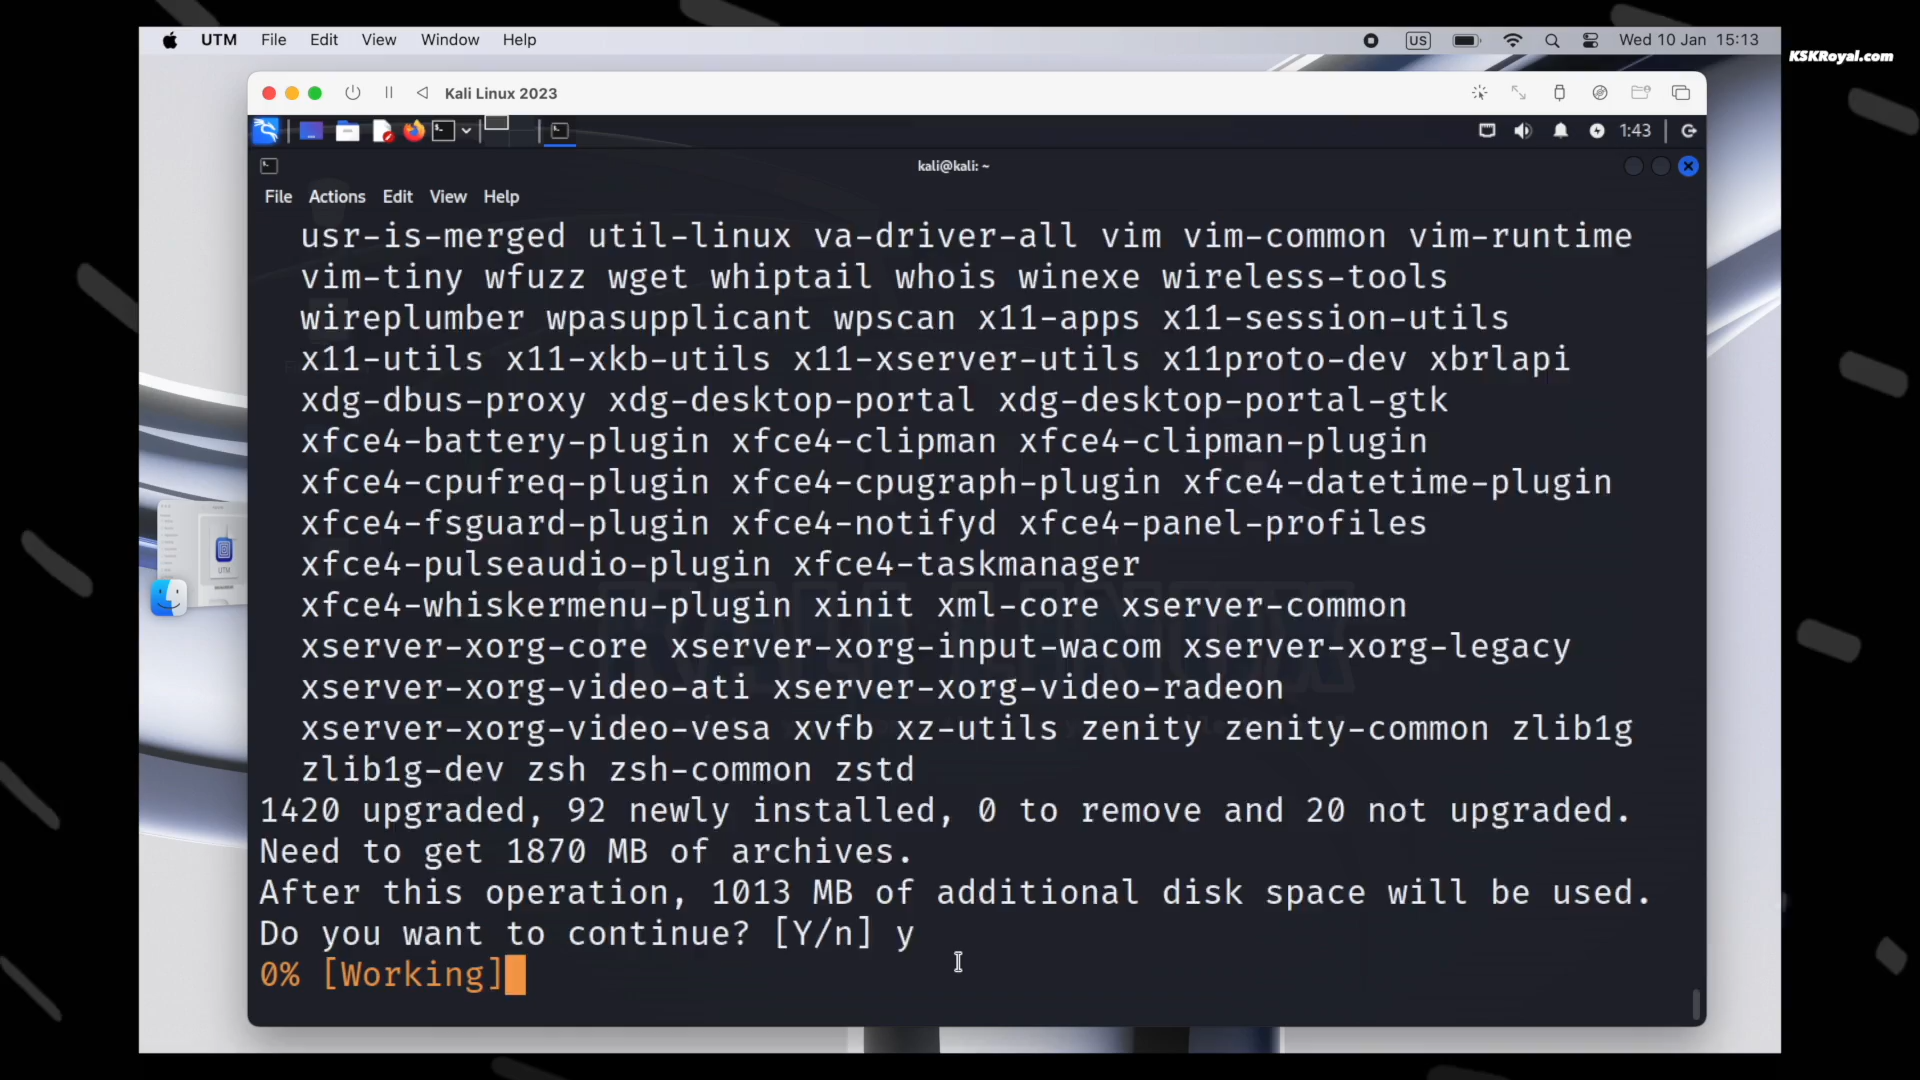 UTM File Edit View Window Help US Wed 10 Jan 15:13
KSKRoyal.com
Kali Linux 2023
1:43
kali@kali: ~
File Actions Edit View Help
usr-is-merged util-linux va-driver-all vim vim-common vim-runtime
vim-tiny wfuzz wget whiptail whois winexe wireless-tools
wireplumber wpasupplicant wpscan x11-apps x11-session-utils
x11-utils x11-xkb-utils x11-xserver-utils x11proto-dev xbrlapi
xdg-dbus-proxy xdg-desktop-portal xdg-desktop-portal-gtk
xfce4-battery-plugin xfce4-clipman xfce4-clipman-plugin
xfce4-cpufreq-plugin xfce4-cpugraph-plugin xfce4-datetime-plugin
xfce4-fsguard-plugin xfce4-notifyd xfce4-panel-profiles
xfce4-pulseaudio-plugin xfce4-taskmanager
xfce4-whiskermenu-plugin xinit xml-core xserver-common
xserver-xorg-core xserver-xorg-input-wacom xserver-xorg-legacy
xserver-xorg-video-ati xserver-xorg-video-radeon
xserver-xorg-video-vesa xvfb xz-utils zenity zenity-common zlib1g
zlib1g-dev zsh zsh-common zstd
1420 upgraded, 92 newly installed, 0 to remove and 20 not upgraded.
Need to get 1870 MB of archives.
After this operation, 1013 MB of additional disk space will be used.
Do you want to continue? [Y/n] y
0% [Working]
UTM